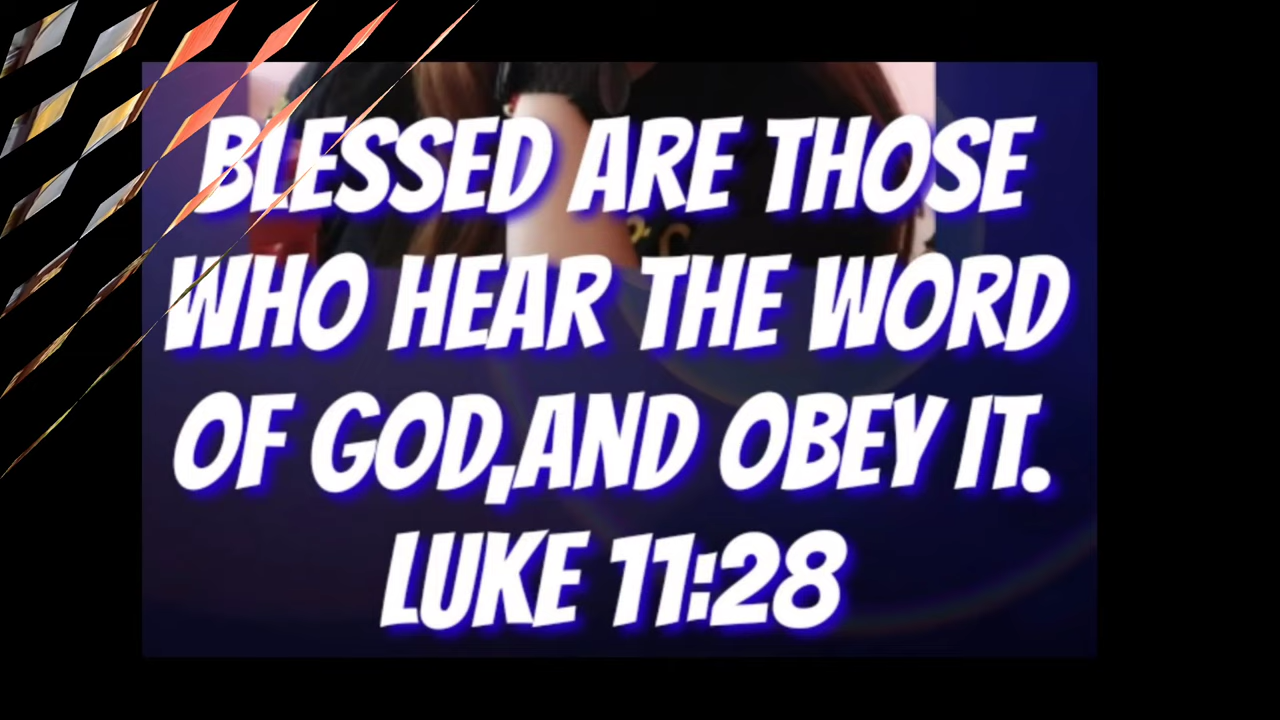 BLESSED ARE THOSE
WHO HEAR THE WORD
OF GOD,AND OBEY IT.
LUKE 11:28